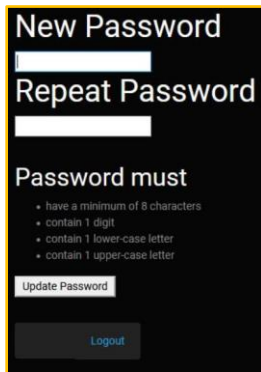 New Password
Repeat Password
Password must
have a minimum of 8 characters
contain 1 digit
contain 1 lower-case letter
contain 1 upper-case letter
Update Password
Logout